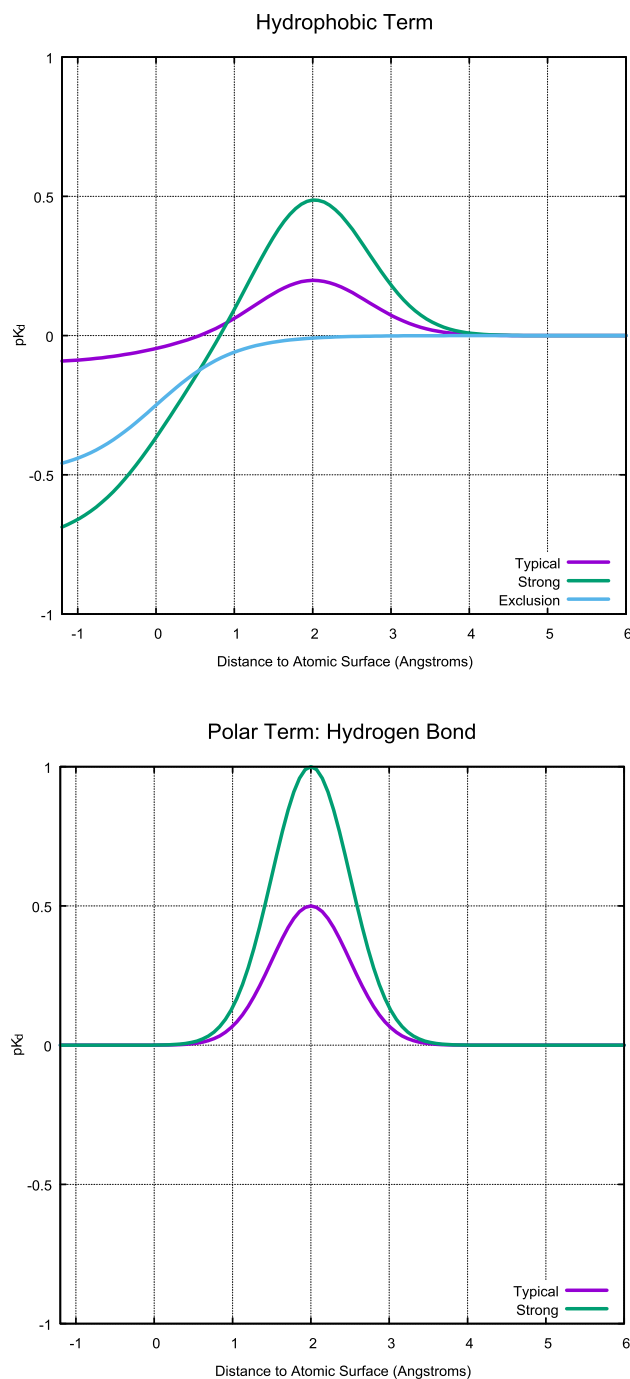 Hydrophobic Term
1
0.5
0
-0.5
-1
pKd
Typical
Strong
Exclusion
-1 0 1 2 3 4 5 6
Distance to Atomic Surface (Angstroms)
Polar Term: Hydrogen Bond
1
0.5
0
-0.5
-1
pKd
Typical
Strong
-1 0 1 2 3 4 5 6
Distance to Atomic Surface (Angstroms)